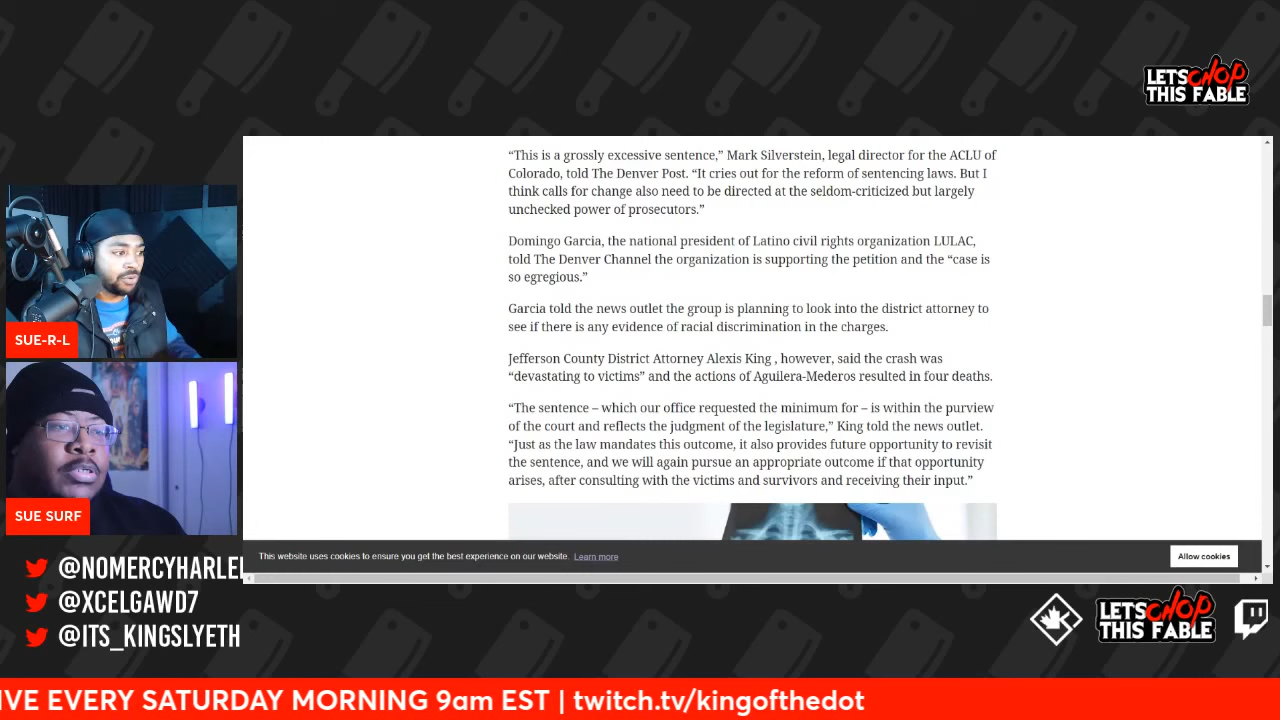 LETS CHOP
THIS FABLE
“This is a grossly excessive sentence,” Mark Silverstein, legal director for the ACLU of
Colorado, told The Denver Post. “It cries out for the reform of sentencing laws. But I
think calls for change also need to be directed at the seldom-criticized but largely
unchecked power of prosecutors.”
Domingo Garcia, the national president of Latino civil rights organization LULAC,
told The Denver Channel the organization is supporting the petition and the “case is
so egregious.”
Garcia told the news outlet the group is planning to look into the district attorney to
see if there is any evidence of racial discrimination in the charges.
Jefferson County District Attorney Alexis King , however, said the crash was
“devastating to victims” and the actions of Aguilera-Mederos resulted in four deaths.
“The sentence – which our office requested the minimum for – is within the purview
of the court and reflects the judgment of the legislature,” King told the news outlet.
“Just as the law mandates this outcome, it also provides future opportunity to revisit
the sentence, and we will again pursue an appropriate outcome if that opportunity
arises, after consulting with the victims and survivors and receiving their input.”
This website uses cookies to ensure you get the best experience on our website. Learn more
Allow cookies
SUE-R-L
SUE SURF
@NOMERCYHARLE
@XCELGAWD7
@ITS_KINGSLYETH
LETS CHOP
THIS FABLE
IVE EVERY SATURDAY MORNING 9am EST | twitch.tv/kingofthedot